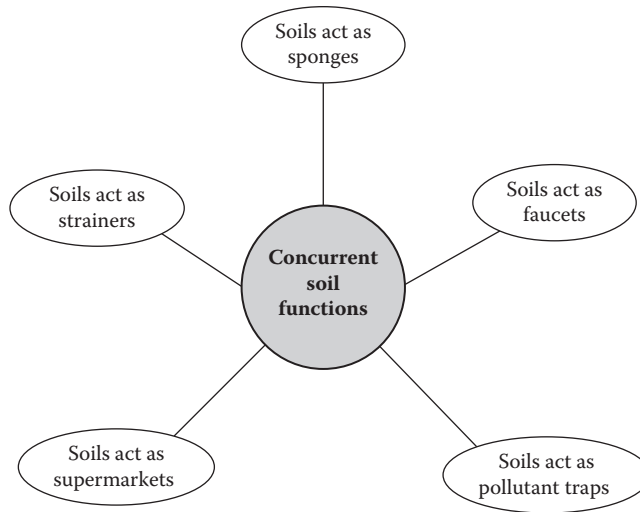 Soils act as
sponges
Soils act as
strainers
Soils act as
faucets
Concurrent
soil
functions
Soils act as
supermarkets
Soils act as
pollutant traps